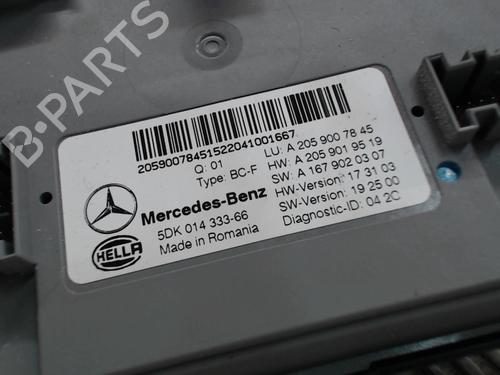 20590078451522041001667
Q: 01
LU: A 205 900 78 45
Type: BC-F
HW: A 205 901 95 19
SW: A 167 902 03 07
Mercedes-Benz
HW-Version: 17 31 03
5DK 014 333-66
SW-Version: 19 25 00
Made in Romania
Diagnostic-ID: 04 2C
HELLA
B-PARTS